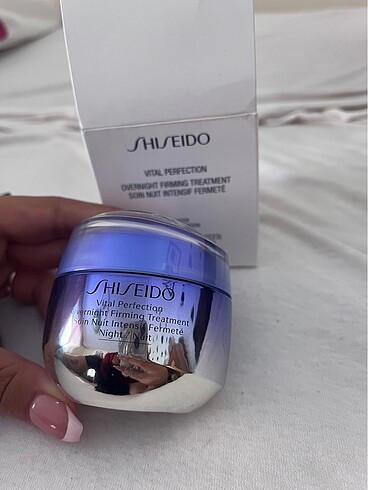 SHISEIDO
VITAL PERFECTION
OVERNIGHT FIRMING TREATMENT
SOIN NUIT INTENSIF FERMETÉ
SHISEIDO
Vital Perfection
Overnight Firming Treatment
Soin Nuit Intensif Fermeté
Night / Nuit